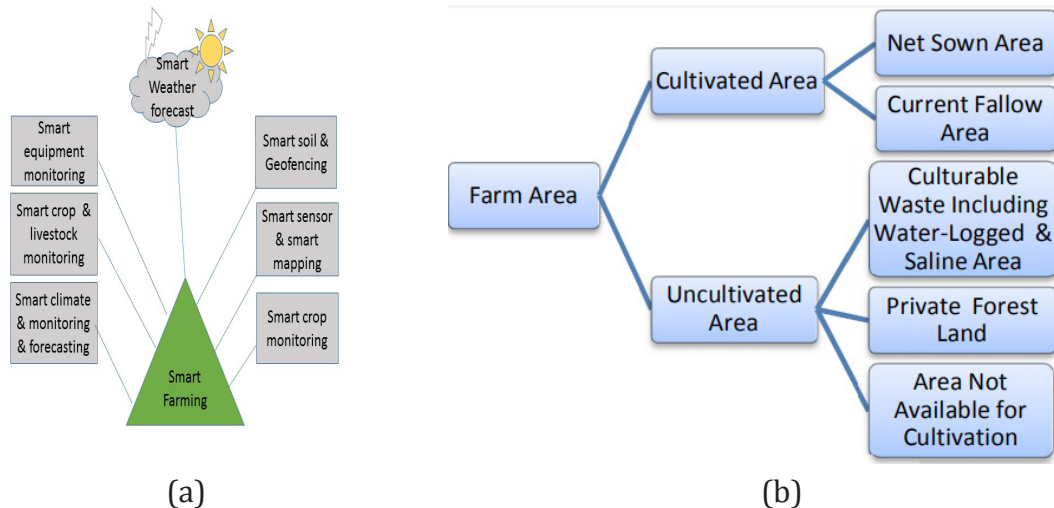 Smart
Weather
forecast
Smart
equipment
monitoring
Smart crop &
livestock
monitoring
Smart climate
& monitoring
& forecasting
Smart soil &
Geofencing
Smart sensor
& smart
mapping
Smart crop
monitoring
Smart
Farming
(a)
Farm Area
Cultivated Area
Net Sown Area
Current Fallow
Area
Uncultivated
Area
Culturable
Waste Including
Water-Logged &
Saline Area
Private Forest
Land
Area Not
Available for
Cultivation
(b)